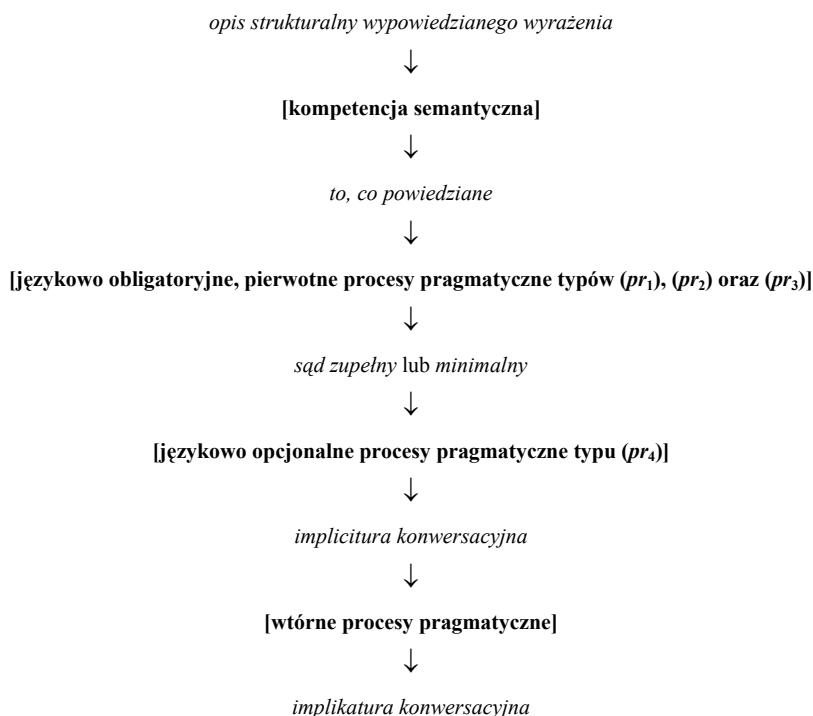 opis strukturalny wypowiedzianego wyrażenia
↓
[kompetencja semantyczna]
↓
to, co powiedziane
↓
[językowo obligatoryjne, pierwotne procesy pragmatyczne typów (pr₁), (pr₂) oraz (pr₃)]
↓
sąd zupełny lub minimalny
↓
[językowo opcjonalne procesy pragmatyczne typu (pr₄)]
↓
implicitura konwersacyjna
↓
[wtórne procesy pragmatyczne]
↓
implikatura konwersacyjna